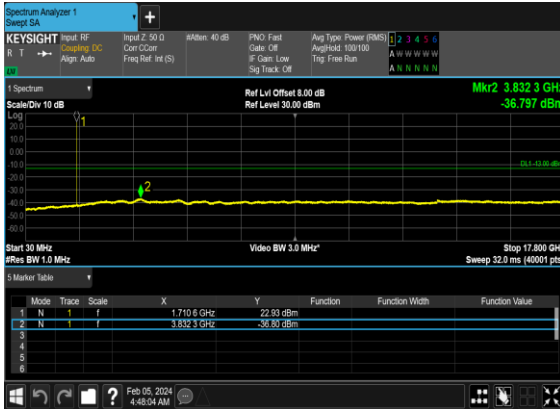 Spectrum Analyzer 1
Swept SA
+
KEYSIGHT Input: RF Input Z: 50 Ω #Atten: 40 dB PNO: Fast Avg Type: Power (RMS) 1 2 3 4 5 6
R T Coupling: DC Corr CCorr Gate: Off Avg|Hold: 100/100 A W W W W W
Align: Auto Freq Ref: Int (S) IF Gain: Low Trig: Free Run
Sig Track: Off A N N N N N
1 Spectrum
Ref Lvl Offset 8.00 dB Mkr2 3.832 3 GHz
Scale/Div 10 dB Ref Level 30.00 dBm -36.797 dBm
Log
1
20.0
10.0
0.00
-10.0
DL1 -13.00 dBm
-20.0
-30.0
2
-40.0
-50.0
-60.0
Start 30 MHz Video BW 3.0 MHz* Stop 17.800 GH
#Res BW 1.0 MHz Sweep 32.0 ms (40001 pts
5 Marker Table
Mode Trace Scale X Y Function Function Width Function Value
1 N 1 f 1.710 6 GHz 22.93 dBm
2 N 1 f 3.832 3 GHz -36.80 dBm
3
4
5
6
? Feb 05, 2024
4:48:04 AM